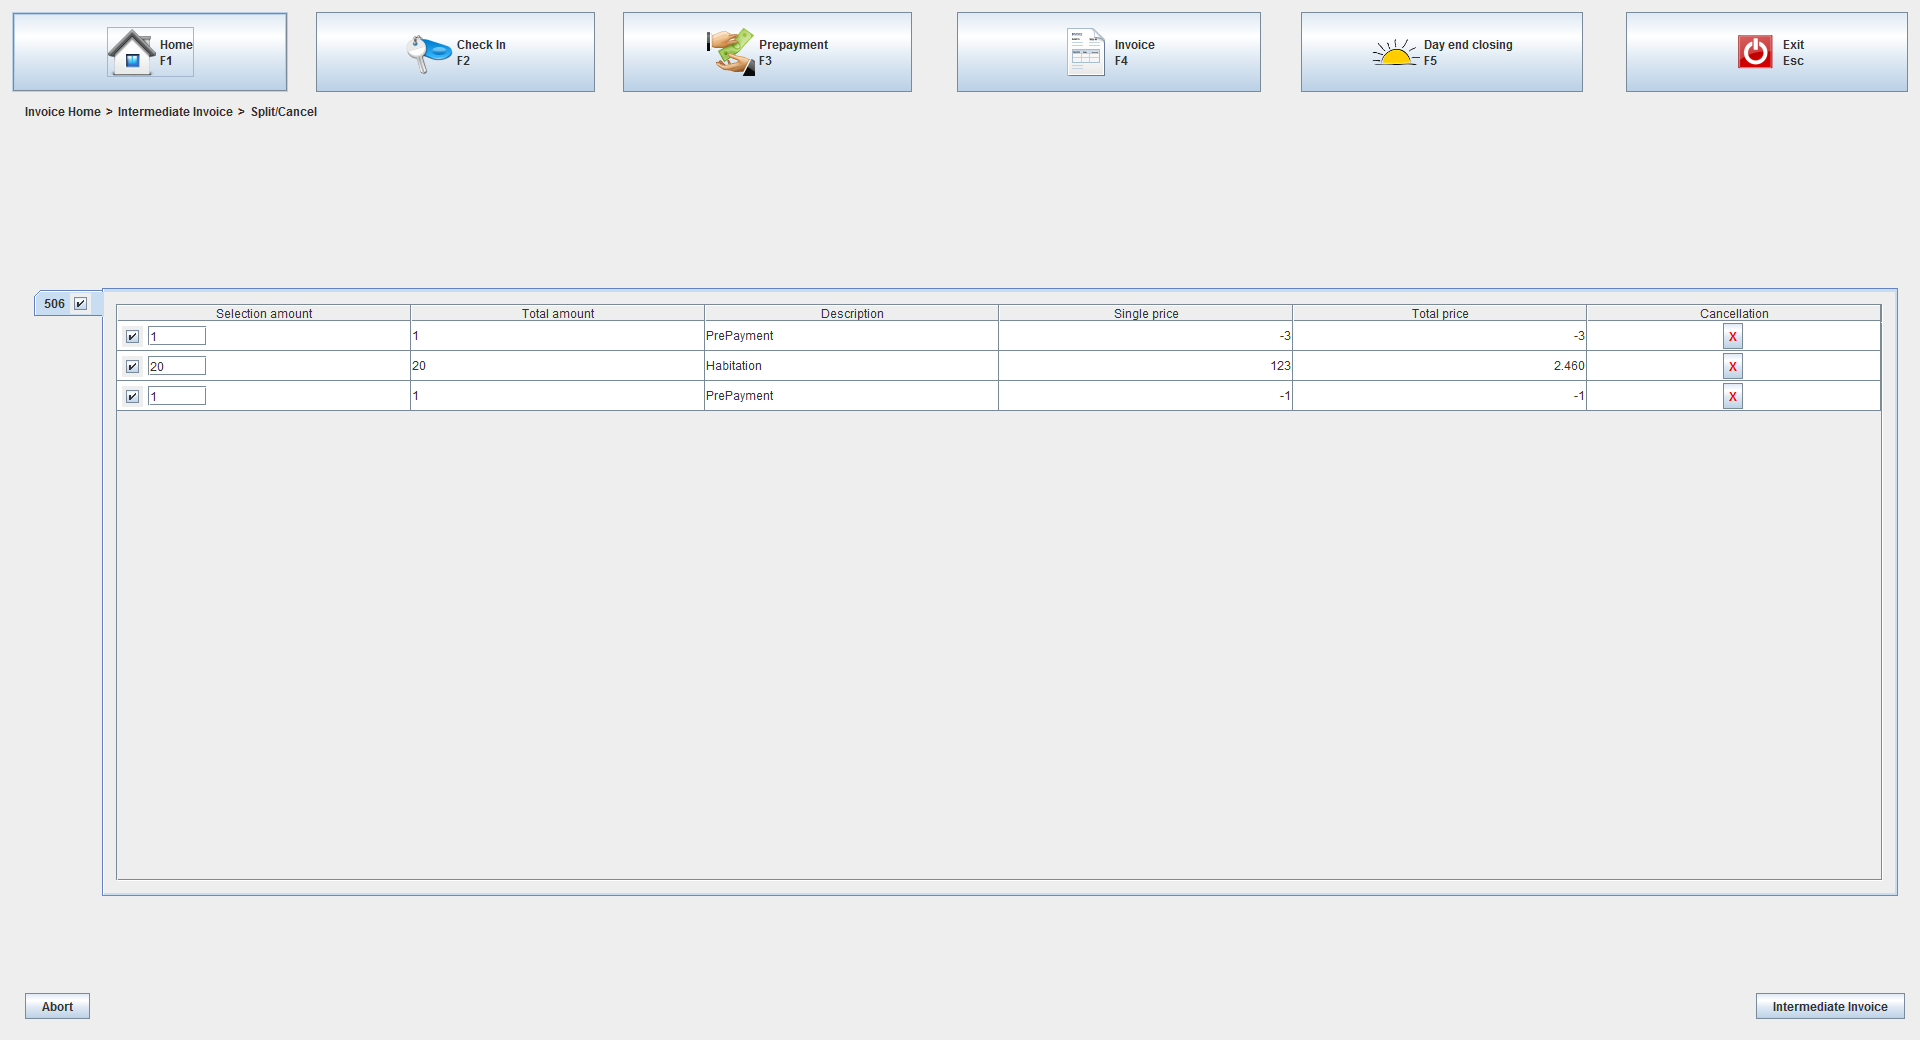 Home
F1
Check In
F2
Prepayment
F3
Invoice
F4
Day end closing
F5
Exit
Esc
Invoice Home > Intermediate Invoice > Split/Cancel
506
Selection amount Total amount Description Single price Total price Cancellation
1 1 PrePayment -3 -3 X
20 20 Habitation 123 2.460 X
1 1 PrePayment -1 -1 X
Abort Intermediate Invoice